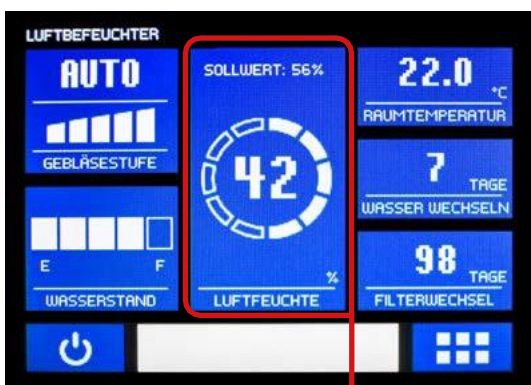 LUFTBEFEUCHTER
AUTO
GEBLÄSESTUFE
E F
WASSERSTAND
SOLLWERT: 56%
42
%
LUFTFEUCHTE
22.0 °C
RAUMTEMPERATUR
7 TAGE
WASSER WECHSELN
98 TAGE
FILTERWECHSEL